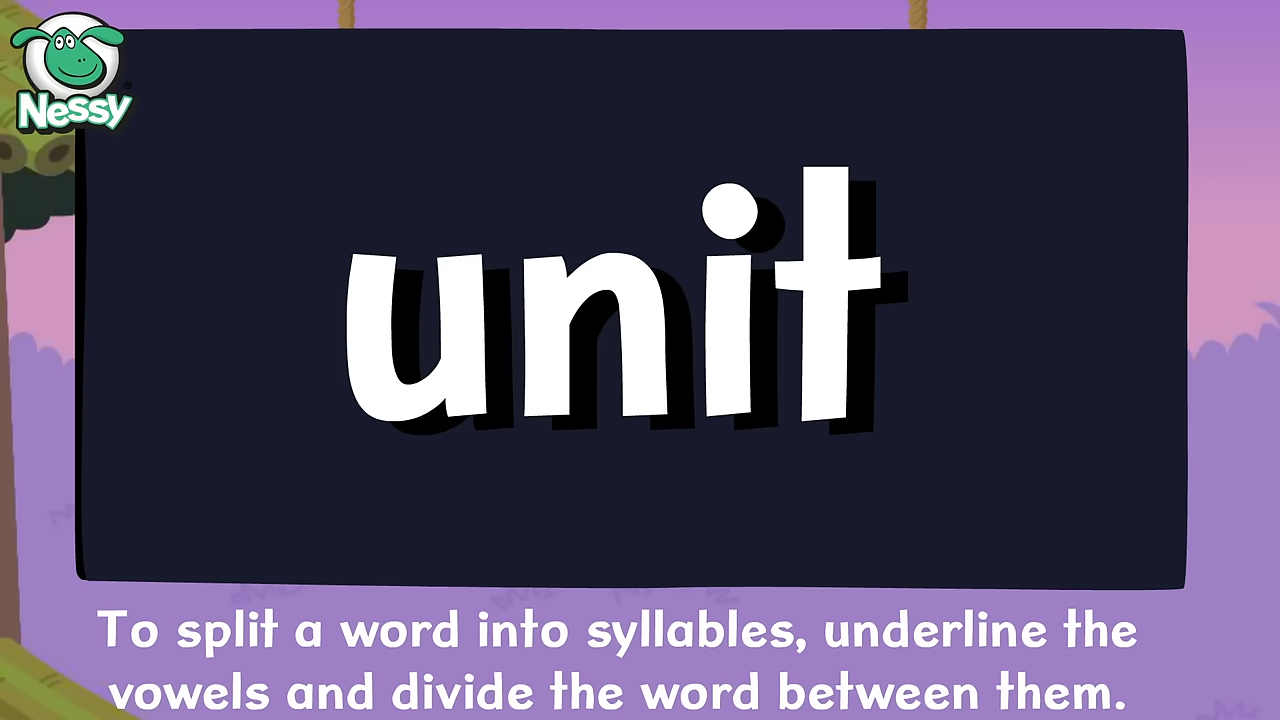 Nessy
unit
To split a word into syllables, underline the
vowels and divide the word between them.